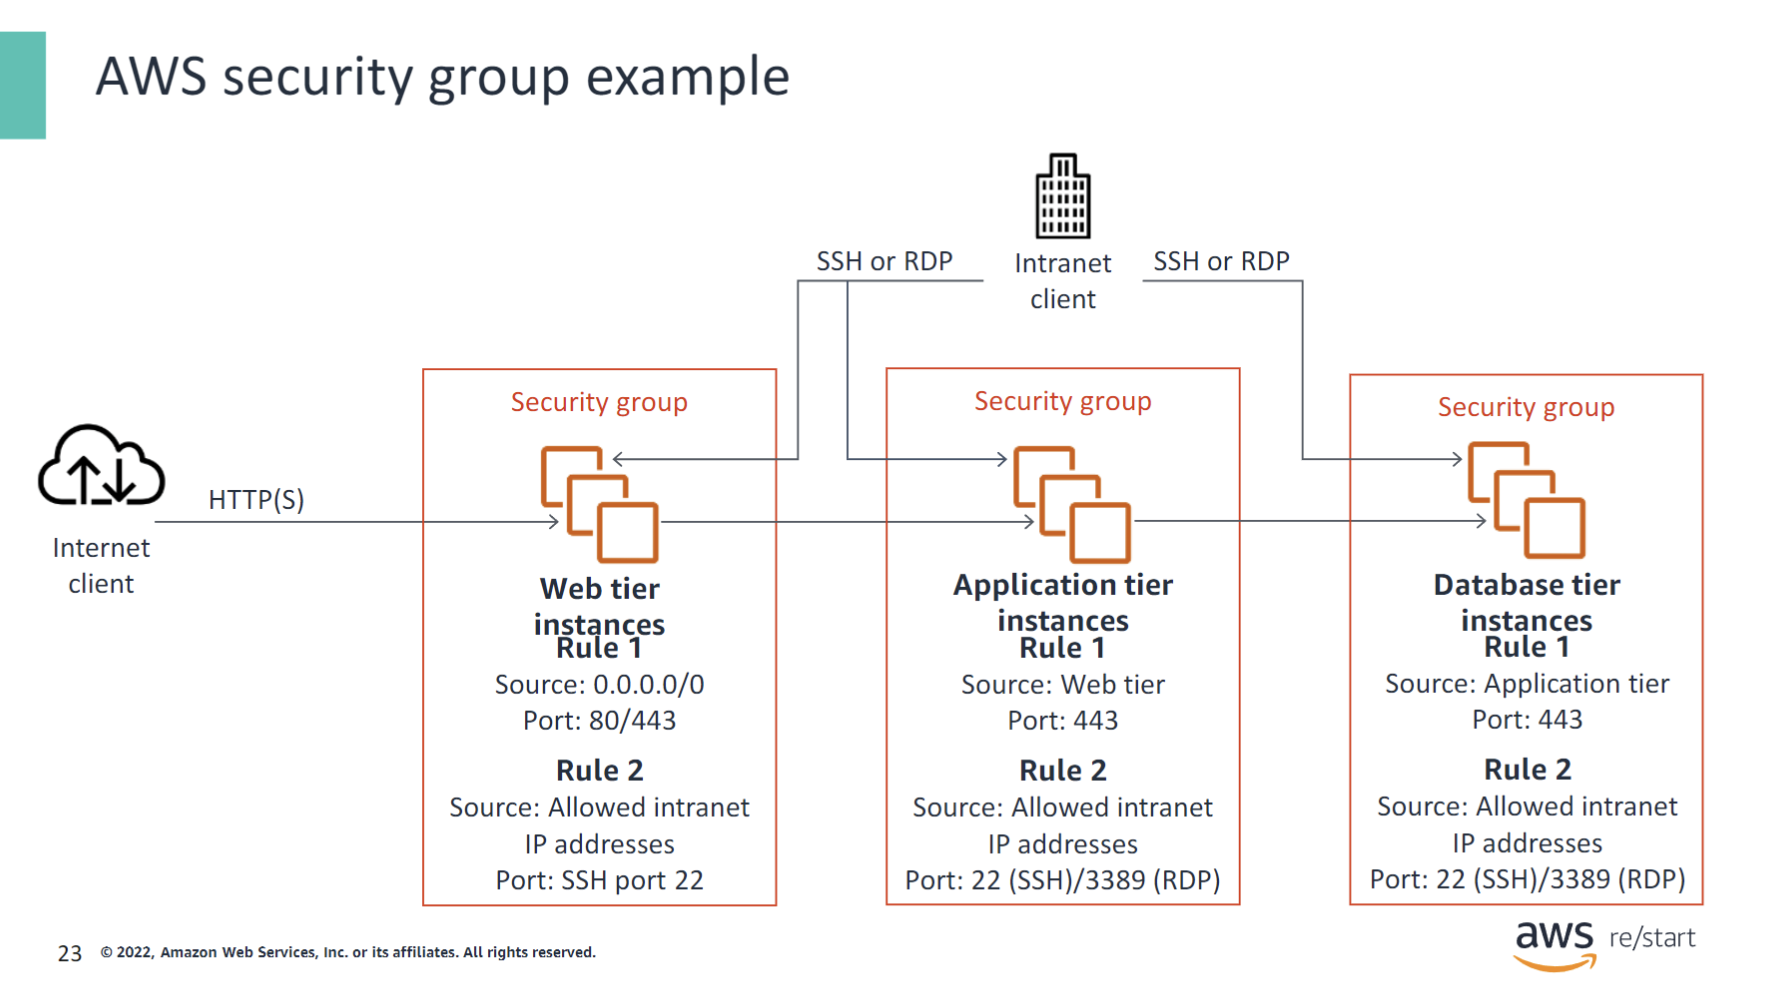 AWS security group example
SSH or RDP
Intranet
client
SSH or RDP
Internet
client
HTTP(S)
Security group
Web tier
instances
Rule 1
Source: 0.0.0.0/0
Port: 80/443
Rule 2
Source: Allowed intranet
IP addresses
Port: SSH port 22
Security group
Application tier
instances
Rule 1
Source: Web tier
Port: 443
Rule 2
Source: Allowed intranet
IP addresses
Port: 22 (SSH)/3389 (RDP)
Security group
Database tier
instances
Rule 1
Source: Application tier
Port: 443
Rule 2
Source: Allowed intranet
IP addresses
Port: 22 (SSH)/3389 (RDP)
23 © 2022, Amazon Web Services, Inc. or its affiliates. All rights reserved.
aws re/start